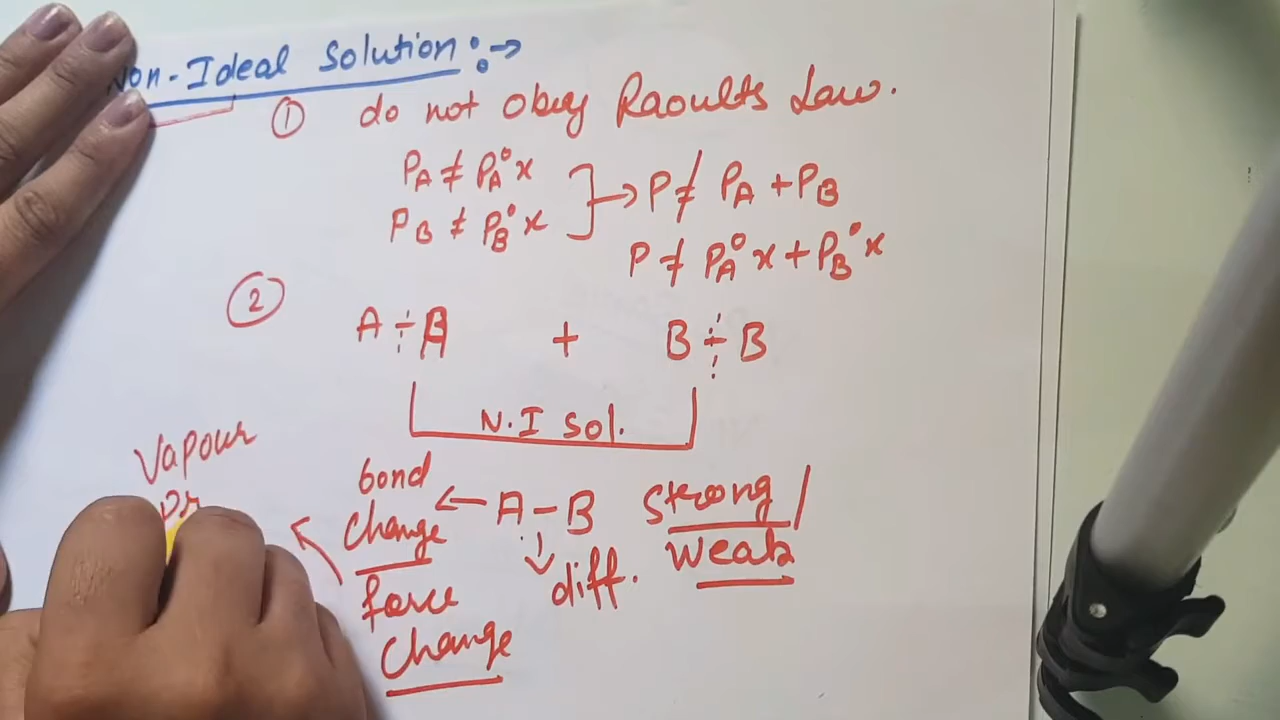 Non-Ideal Solution :→
① do not obey Raoults Law.
PA ≠ PA° x
PB ≠ PB° x
} → P ≠ PA + PB
P ≠ PA° x + PB° x
②
A - A + B - B
N.I Sol.
bond
change ← A - B Strong/
weak
↓ diff.
force
change
Vapour
pr